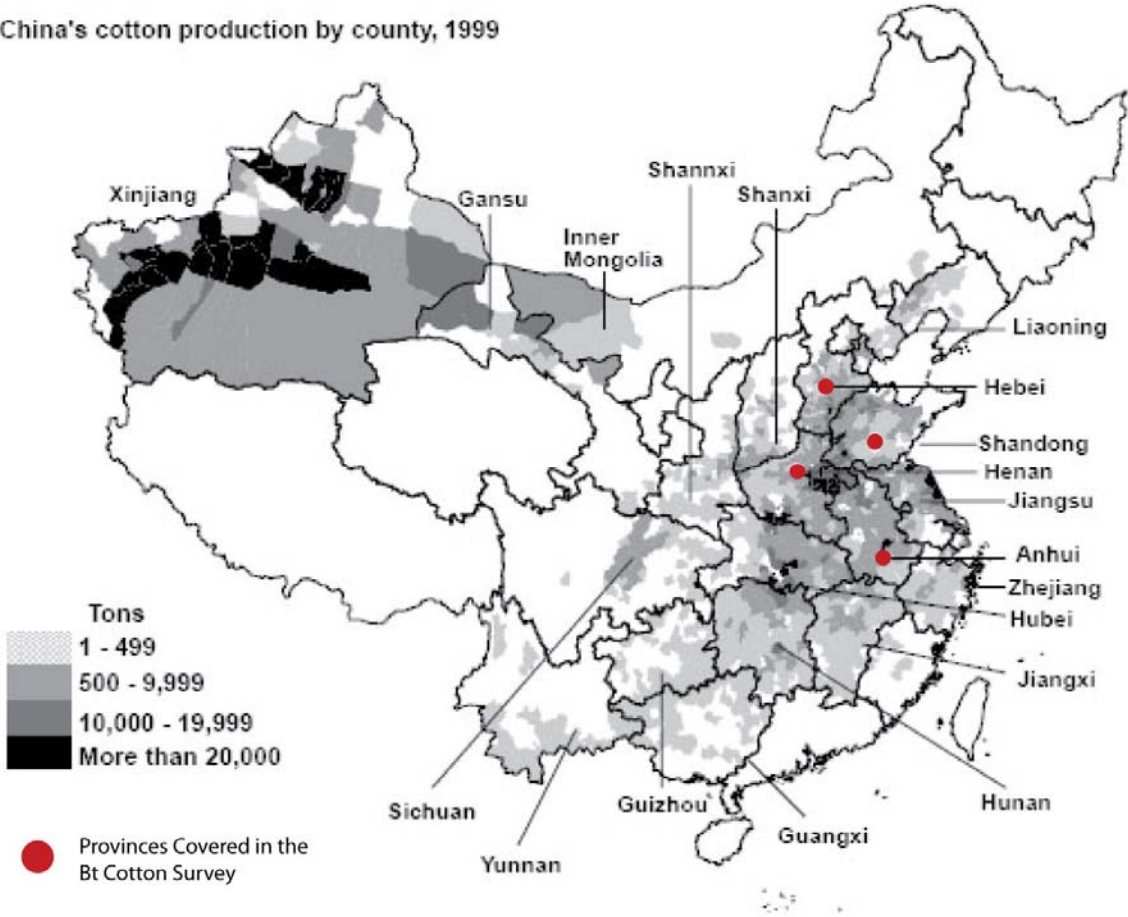 China's cotton production by county, 1999
Shannxi
Shanxi
Xinjiang
Gansu
Inner
Mongolia
Liaoning
Hebei
Shandong
Henan
Jiangsu
Anhui
Zhejiang
Hubei
Jiangxi
Hunan
Guangxi
Guizhou
Sichuan
Yunnan
Tons
1 - 499
500 - 9,999
10,000 - 19,999
More than 20,000
Provinces Covered in the
Bt Cotton Survey